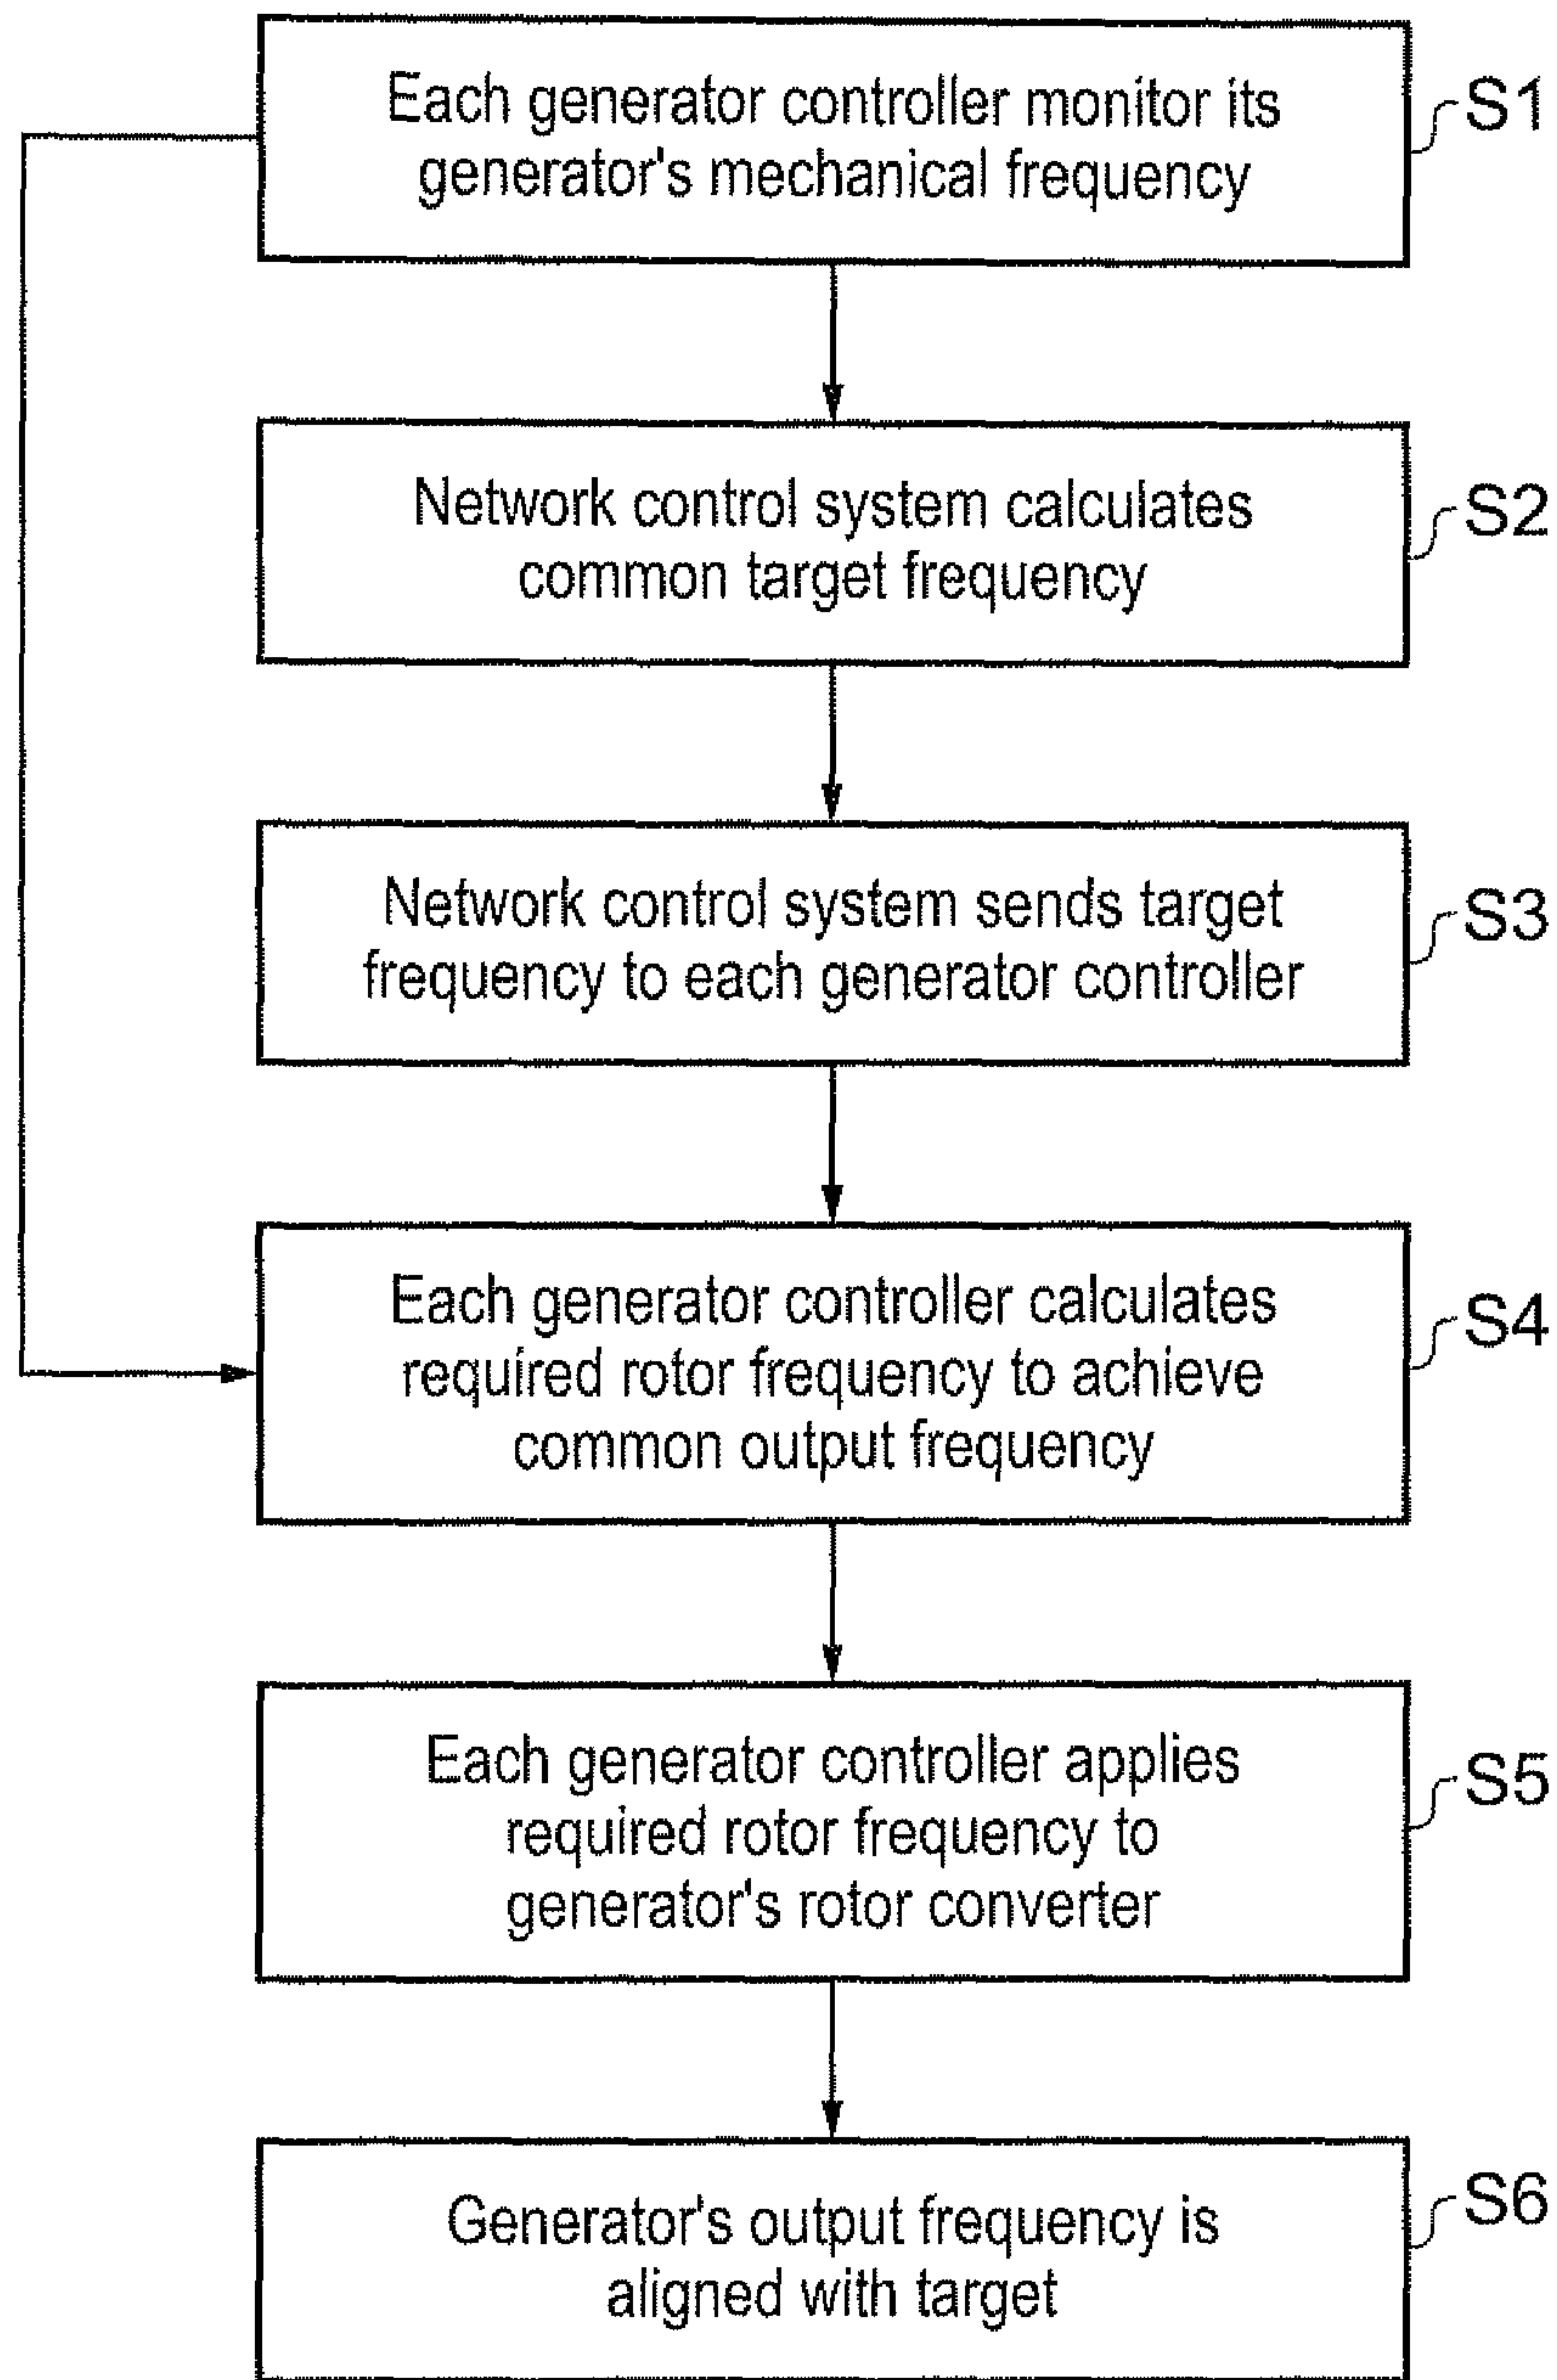 Each generator controller monitor its
generator's mechanical frequency
S1
Network control system calculates
common target frequency
S2
Network control system sends target
frequency to each generator controller
S3
Each generator controller calculates
required rotor frequency to achieve
common output frequency
S4
Each generator controller applies
required rotor frequency to
generator's rotor converter
S5
Generator's output frequency is
aligned with target
S6